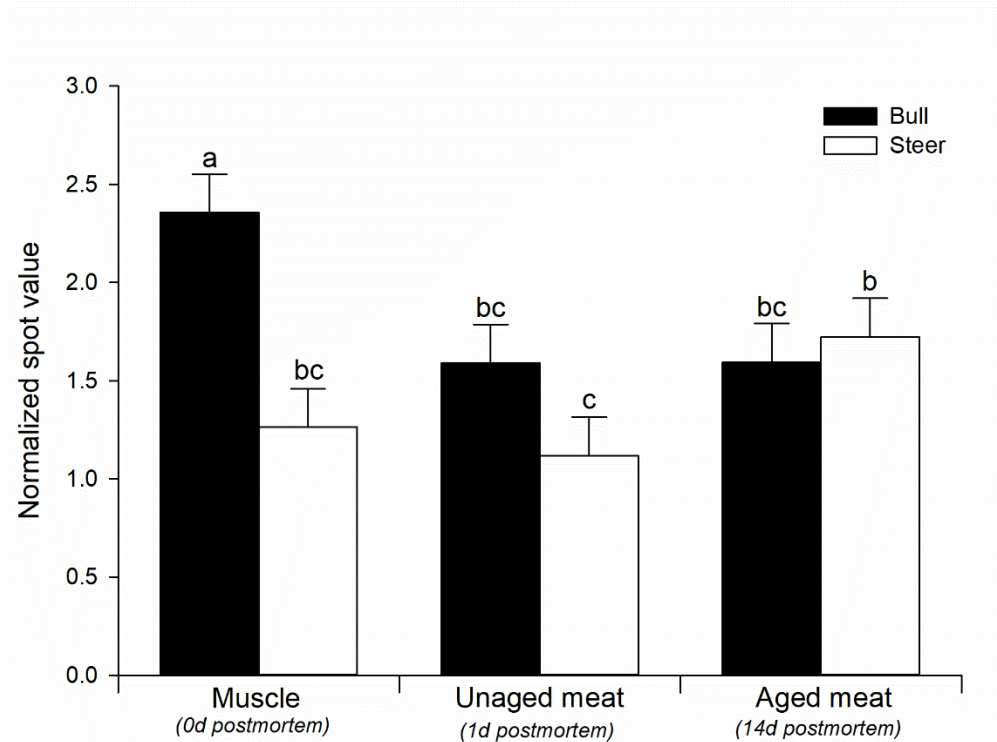 Normalized spot value
3.0
2.5
2.0
1.5
1.0
0.5
0.0
Bull
Steer
a
bc
bc
c
bc
b
Muscle
(0d postmortem)
Unaged meat
(1d postmortem)
Aged meat
(14d postmortem)